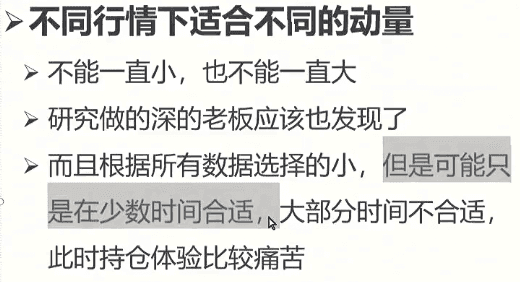 ➢不同行情下适合不同的动量
➢ 不能一直小，也不能一直大
➢ 研究做的深的老板应该也发现了
➢ 而且根据所有数据选择的小，但是可能只
是在少数时间合适，大部分时间不合适，
此时持仓体验比较痛苦